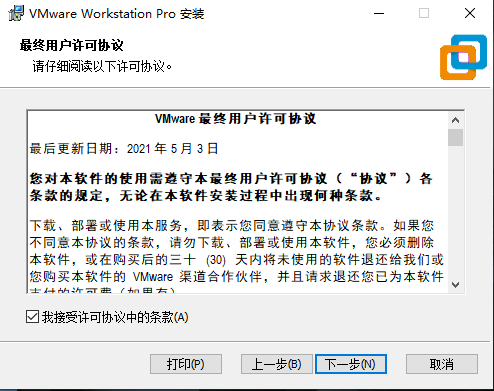 VMware Workstation Pro 安装
最终用户许可协议
请仔细阅读以下许可协议。
VMware 最终用户许可协议
最后更新日期：2021 年 5 月 3 日
您对本软件的使用需遵守本最终用户许可协议（“协议”）各
条款的规定，无论在本软件安装过程中出现何种条款。
下载、部署或使用本服务，即表示您同意遵守本协议条款。如果您
不同意本协议的条款，请勿下载、部署或使用本软件，您必须删除
本软件，或在购买后的三十 (30) 天内将未使用的软件退还给我们或
您购买本软件的 VMware 渠道合作伙伴，并且请求退还您已为本软件
支付的许可费（如果有）
我接受许可协议中的条款(A)
打印(P)
上一步(B)
下一步(N)
取消